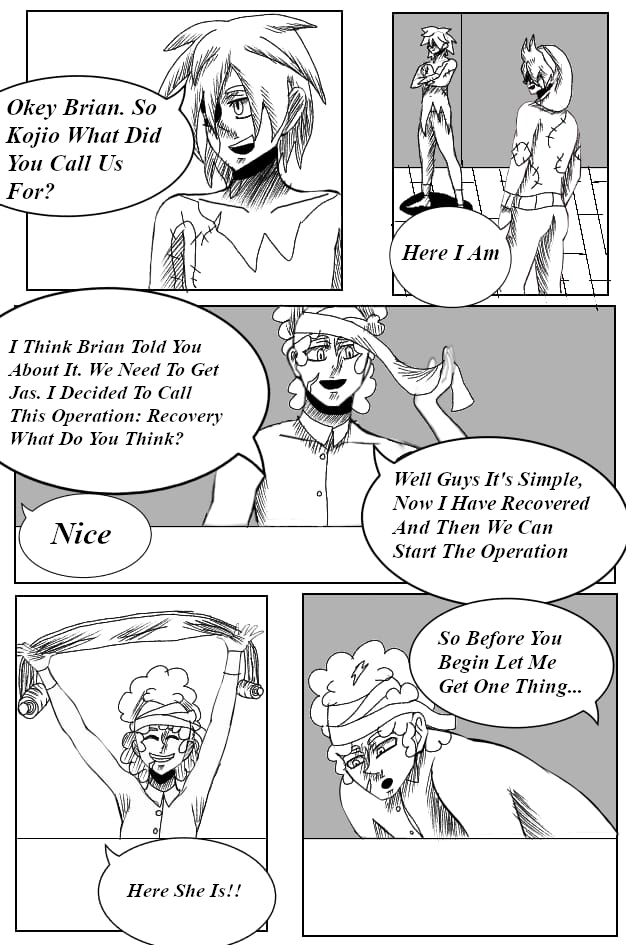 Here I Am
Okey Brian. So
Kojio What Did
You Call Us
For?
Well Guys It's Simple,
Now I Have Recovered
And Then We Can
Start The Operation
I Think Brian Told You
About It. We Need To Get
Jas. I Decided To Call
This Operation: Recovery
What Do You Think?
Nice
So Before You
Begin Let Me
Get One Thing...
Here She Is!!